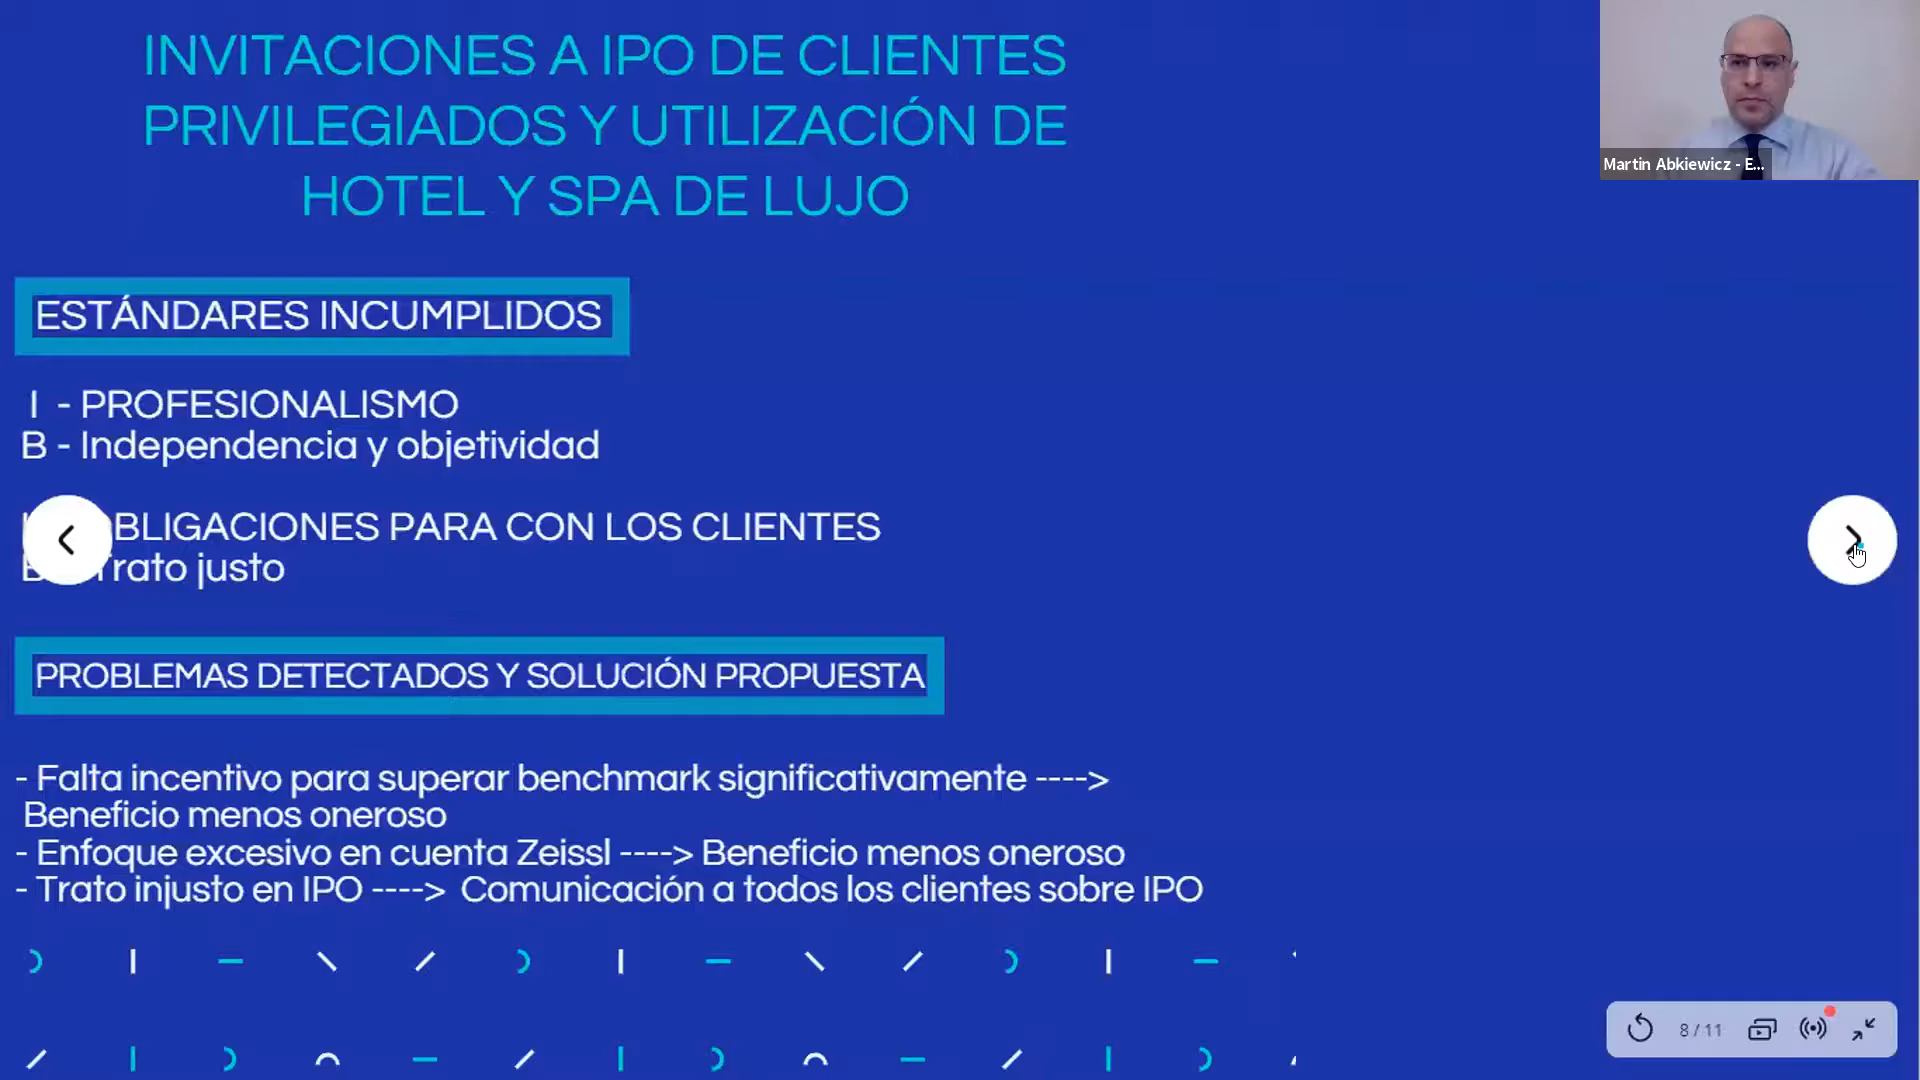 INVITACIONES A IPO DE CLIENTES
PRIVILEGIADOS Y UTILIZACIÓN DE
HOTEL Y SPA DE LUJO
Martin Abkiewicz - E...
ESTÁNDARES INCUMPLIDOS
I - PROFESIONALISMO
B - Independencia y objetividad
BLIGACIONES PARA CON LOS CLIENTES
Trato justo
PROBLEMAS DETECTADOS Y SOLUCIÓN PROPUESTA
- Falta incentivo para superar benchmark significativamente ---->
Beneficio menos oneroso
- Enfoque excesivo en cuenta Zeissl ----> Beneficio menos oneroso
- Trato injusto en IPO ----> Comunicación a todos los clientes sobre IPO
8 / 11